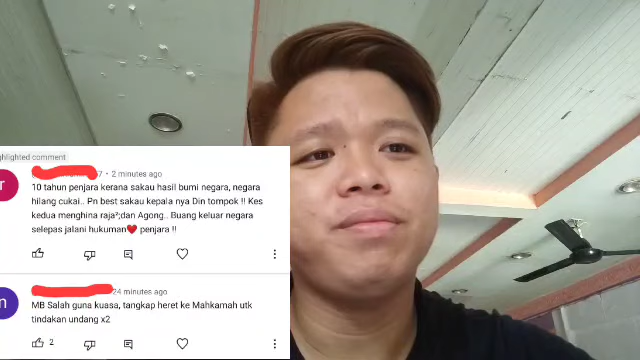 ghlighted comment
7 • 2 minutes ago
10 tahun penjara kerana sakau hasil bumi negara, negara
hilang cukai.. Pn best sakau kepala nya Din tompok !! Kes
kedua menghina raja²;dan Agong.. Buang keluar negara
selepas jalani hukuman❤️ penjara !!
24 minutes ago
MB Salah guna kuasa, tangkap heret ke Mahkamah utk
tindakan undang x2
2